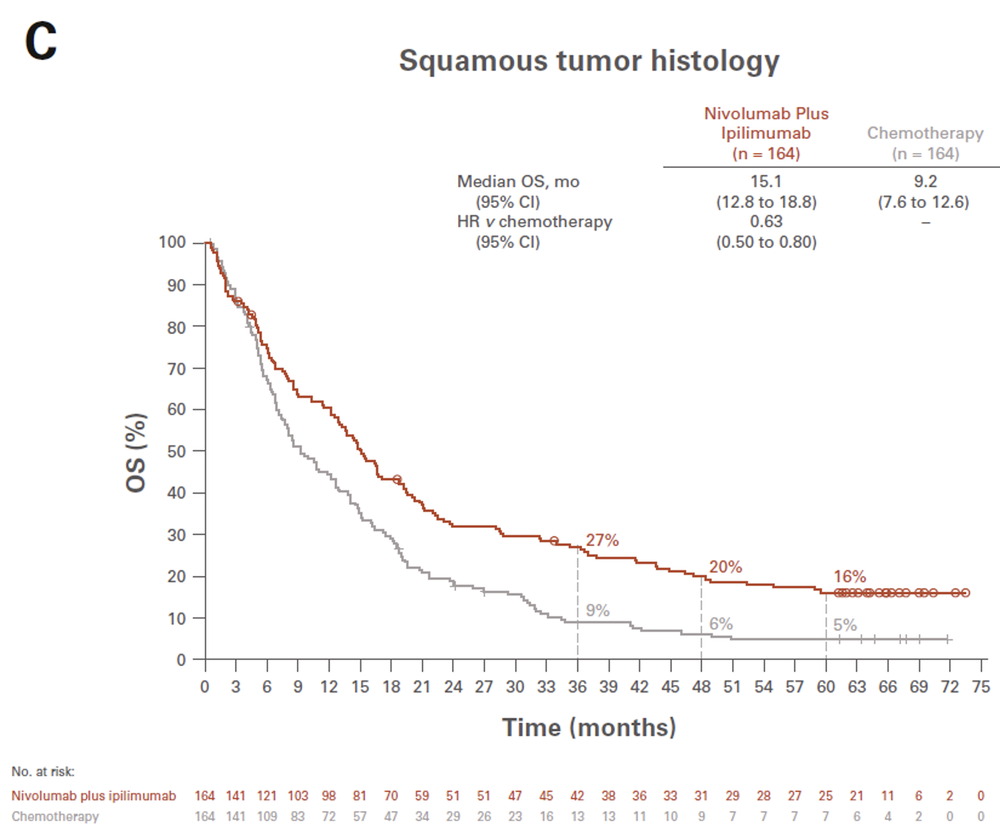 C
Squamous tumor histology
Nivolumab Plus
Ipilimumab
(n = 164)
Chemotherapy
(n = 164)
Median OS, mo 15.1 9.2
(95% CI) (12.8 to 18.8) (7.6 to 12.6)
HR v chemotherapy 0.63 –
(95% CI) (0.50 to 0.80)
OS (%)
100
90
80
70
60
50
40
30
20
10
0
27%
20%
16%
9%
6%
5%
0 3 6 9 12 15 18 21 24 27 30 33 36 39 42 45 48 51 54 57 60 63 66 69 72 75
Time (months)
No. at risk:
Nivolumab plus ipilimumab 164 141 121 103 98 81 70 59 51 51 47 45 42 38 36 33 31 29 28 27 25 21 11 6 2 0
Chemotherapy 164 141 109 83 72 57 47 34 29 26 23 16 13 13 11 10 9 7 7 7 7 6 4 2 0 0